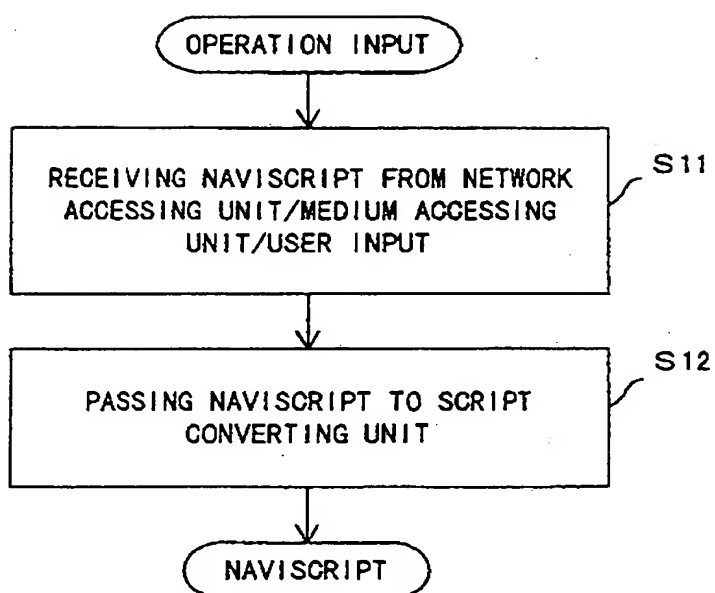 OPERATION INPUT
RECEIVING NAVISCRIPT FROM NETWORK
ACCESSING UNIT/MEDIUM ACCESSING
UNIT/USER INPUT
S11
PASSING NAVISCRIPT TO SCRIPT
CONVERTING UNIT
S12
NAVISCRIPT